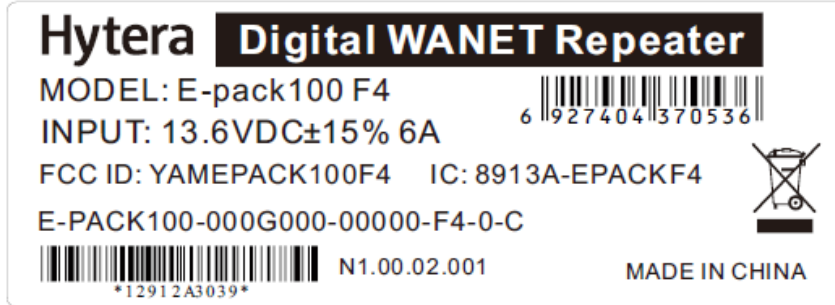 Hytera Digital WANET Repeater
MODEL: E-pack100 F4
INPUT: 13.6VDC±15% 6A
6 927404 370536
FCC ID: YAMEPACK100F4 IC: 8913A-EPACKF4
E-PACK100-000G000-00000-F4-0-C
*12912A3039*
N1.00.02.001
MADE IN CHINA